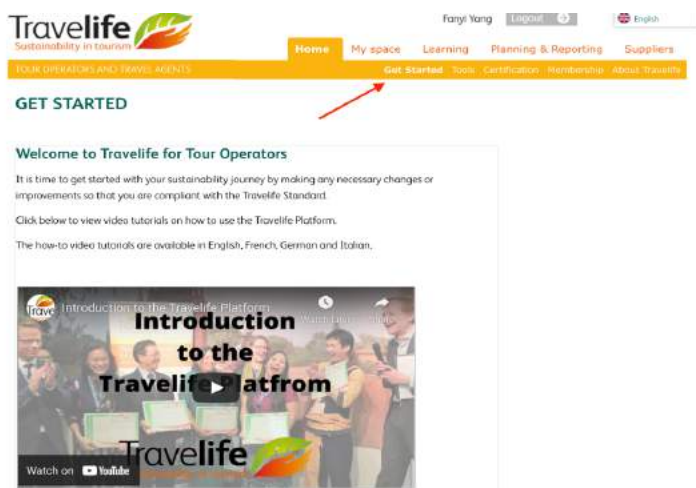 Travelife
Sustainability in tourism
Fanyi Yang Logout English
Home My space Learning Planning & Reporting Suppliers
TOUR OPERATORS AND TRAVEL AGENTS Get Started Tools Certification Membership About Travelife
GET STARTED
Welcome to Travelife for Tour Operators
It is time to get started with your sustainability journey by making any necessary changes or
improvements so that you are compliant with the Travelife Standard.
Click below to view video tutorials on how to use the Travelife Platform.
The how-to video tutorials are available in English, French, German and Italian.
Trave Introduction to the Travelife Platform
Watch later Share
Introduction
to the
Travelife Platfrom
Travelife
Watch on YouTube